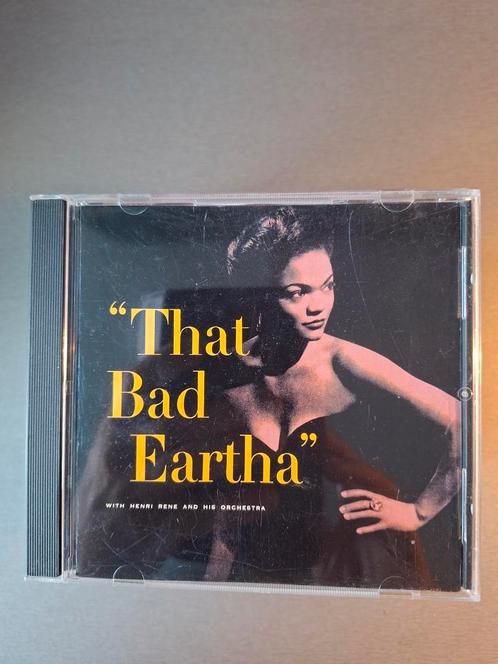 “That
Bad
Eartha”
WITH HENRI RENE AND HIS ORCHESTRA